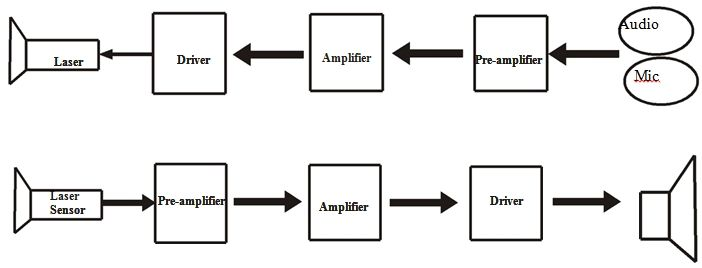 Audio
Laser
Driver
Amplifier
Pre-amplifier
Mic
Laser
Sensor
Pre-amplifier
Amplifier
Driver